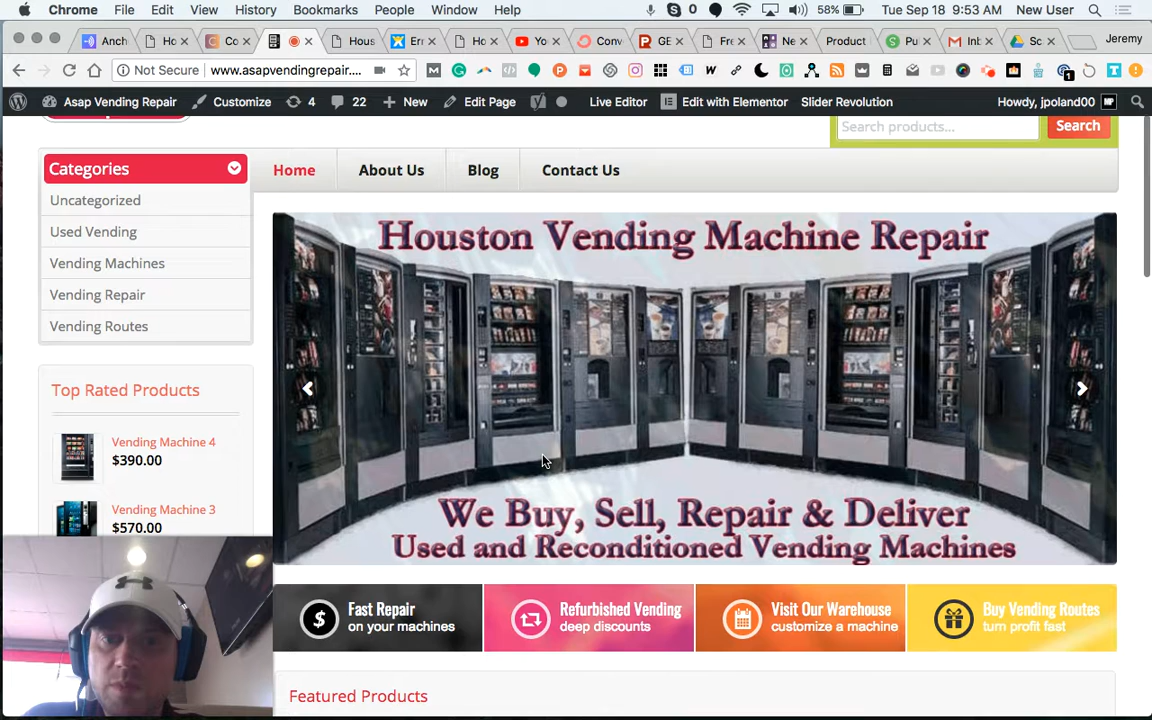 Chrome File Edit View History Bookmarks People Window Help 0 58% Tue Sep 18 9:53 AM New User
Anch Ho Co Hous Err Ho Yo Conv GE Fre Ne Product Pu Inb Sc Jeremy
Not Secure www.asapvendingrepair....
Asap Vending Repair Customize 4 22 New Edit Page Live Editor Edit with Elementor Slider Revolution Howdy, jpoland00
Search products... Search
Categories Home About Us Blog Contact Us
Uncategorized
Used Vending
Vending Machines
Vending Repair
Vending Routes
Houston Vending Machine Repair
We Buy, Sell, Repair & Deliver
Used and Reconditioned Vending Machines
Top Rated Products
Vending Machine 4
$390.00
Vending Machine 3
$570.00
Fast Repair
on your machines
Refurbished Vending
deep discounts
Visit Our Warehouse
customize a machine
Buy Vending Routes
turn profit fast
Featured Products